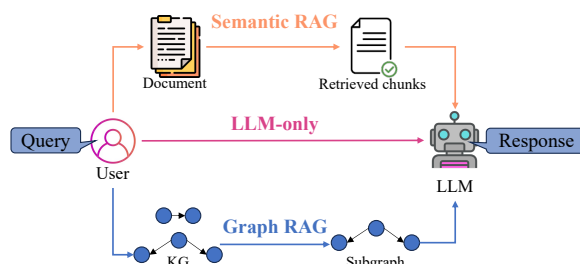 Semantic RAG
Document
Retrieved chunks
LLM-only
Query
Response
User
LLM
Graph RAG
KG
Subgraph